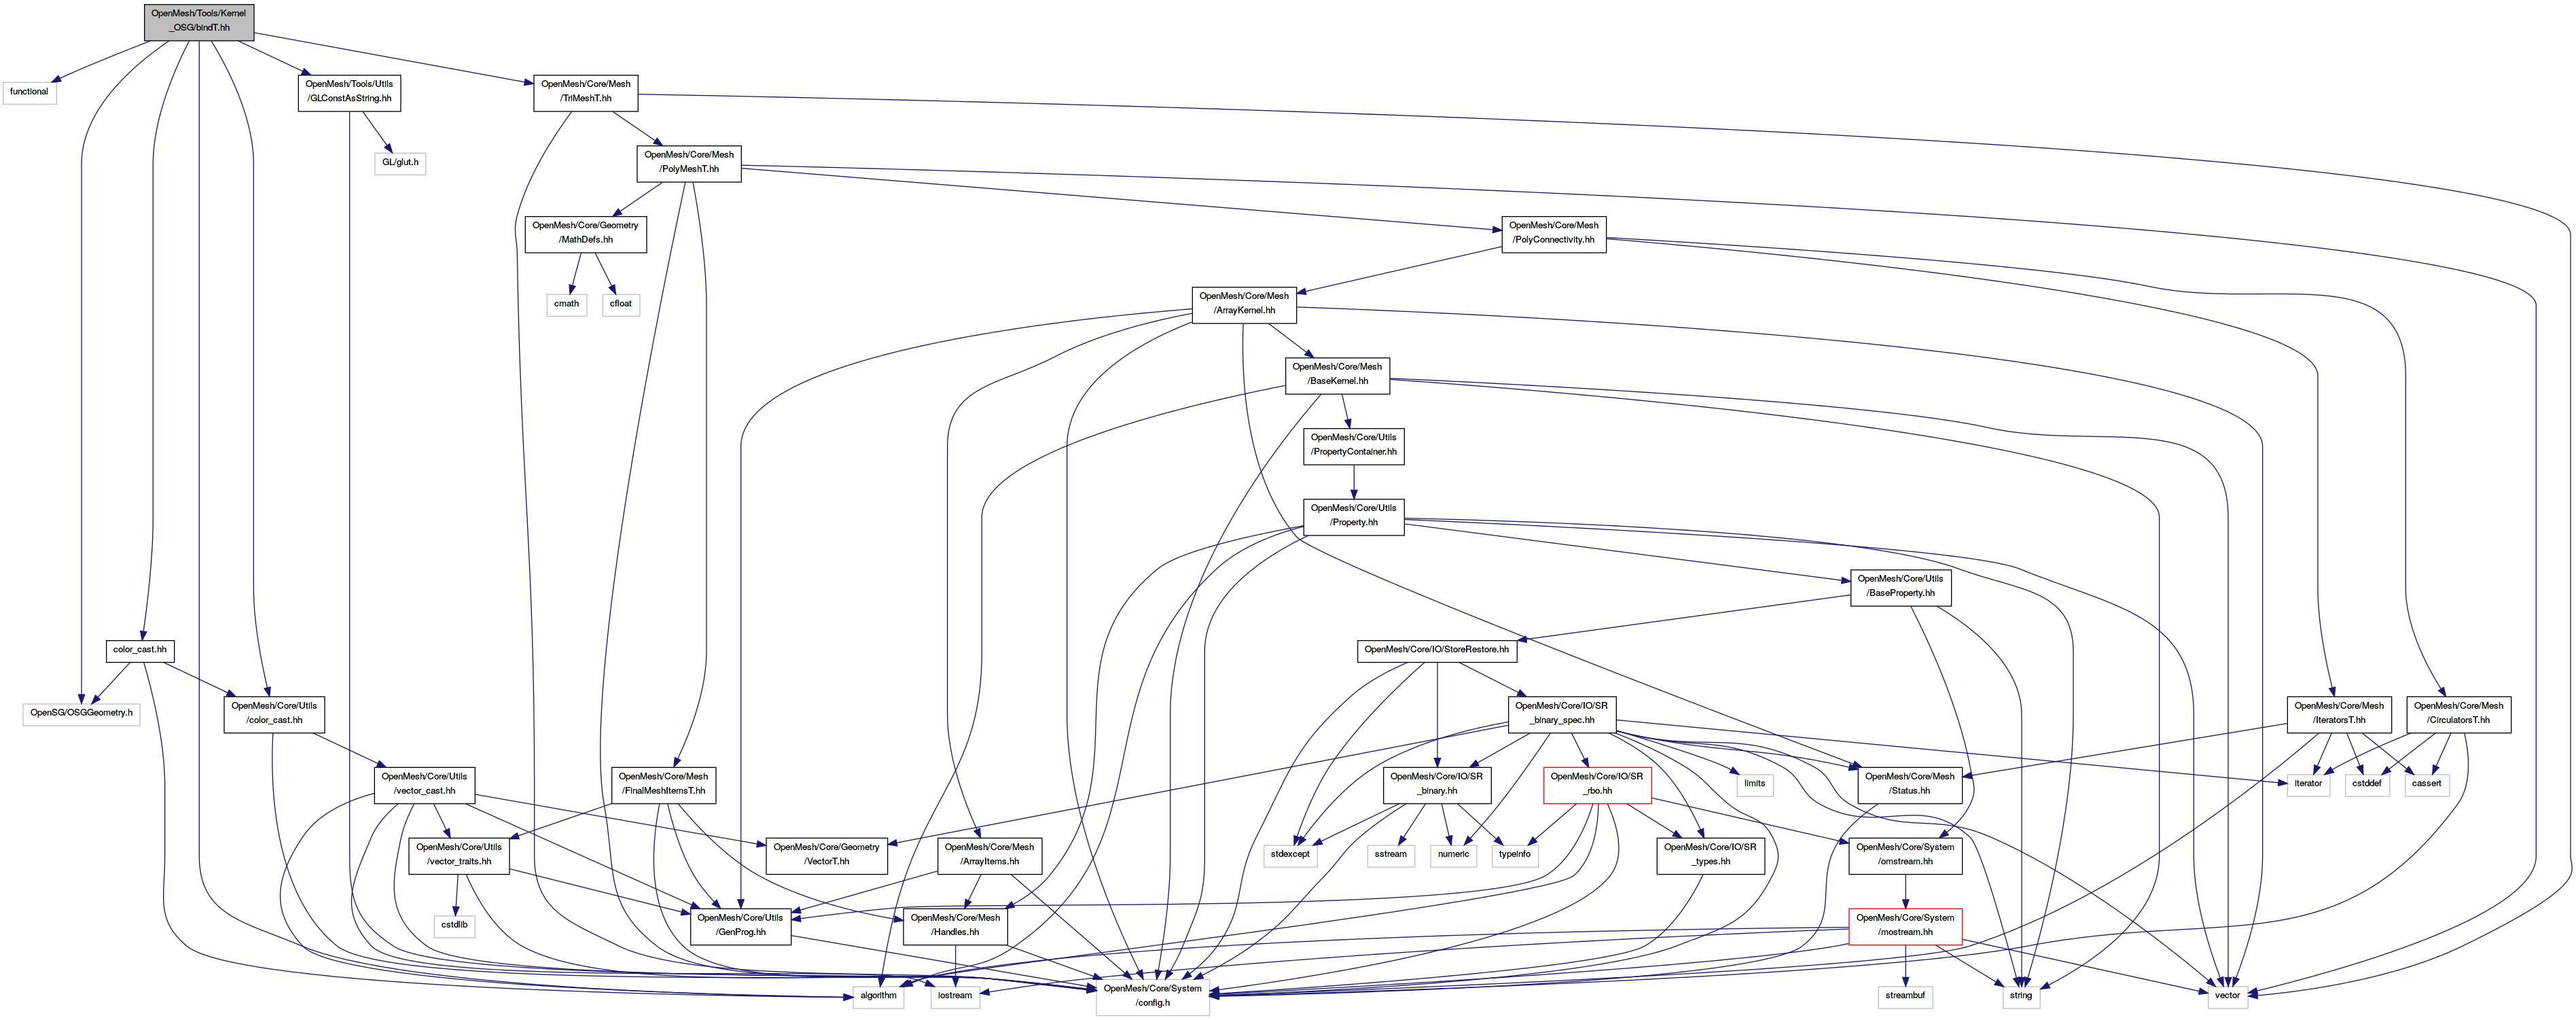 OpenMesh/Tools/Kernel
_OSG/bindT.hh
functional
OpenMesh/Tools/Utils
/GLConstAsString.hh
OpenMesh/Core/Mesh
/TriMeshT.hh
GL/glut.h
OpenMesh/Core/Mesh
/PolyMeshT.hh
OpenMesh/Core/Geometry
/MathDefs.hh
OpenMesh/Core/Mesh
/PolyConnectivity.hh
cmath
cfloat
OpenMesh/Core/Mesh
/ArrayKernel.hh
OpenMesh/Core/Mesh
/BaseKernel.hh
OpenMesh/Core/Utils
/PropertyContainer.hh
OpenMesh/Core/Utils
/Property.hh
OpenMesh/Core/Utils
/BaseProperty.hh
color_cast.hh
OpenMesh/Core/IO/StoreRestore.hh
OpenSG/OSGGeometry.h
OpenMesh/Core/Utils
/color_cast.hh
OpenMesh/Core/IO/SR
_binary_spec.hh
OpenMesh/Core/Mesh
/IteratorsT.hh
OpenMesh/Core/Mesh
/CirculatorsT.hh
OpenMesh/Core/Utils
/vector_cast.hh
OpenMesh/Core/Mesh
/FinalMeshItemsT.hh
OpenMesh/Core/IO/SR
_binary.hh
OpenMesh/Core/IO/SR
_rbo.hh
limits
OpenMesh/Core/Mesh
/Status.hh
iterator
cstddef
cassert
OpenMesh/Core/Utils
/vector_traits.hh
OpenMesh/Core/Geometry
/VectorT.hh
OpenMesh/Core/Mesh
/ArrayItems.hh
stdexcept
sstream
numeric
typeinfo
OpenMesh/Core/IO/SR
_types.hh
OpenMesh/Core/System
/omstream.hh
cstdlib
OpenMesh/Core/Utils
/GenProg.hh
OpenMesh/Core/Mesh
/Handles.hh
OpenMesh/Core/System
/mostream.hh
algorithm
iostream
OpenMesh/Core/System
/config.h
streambuf
string
vector